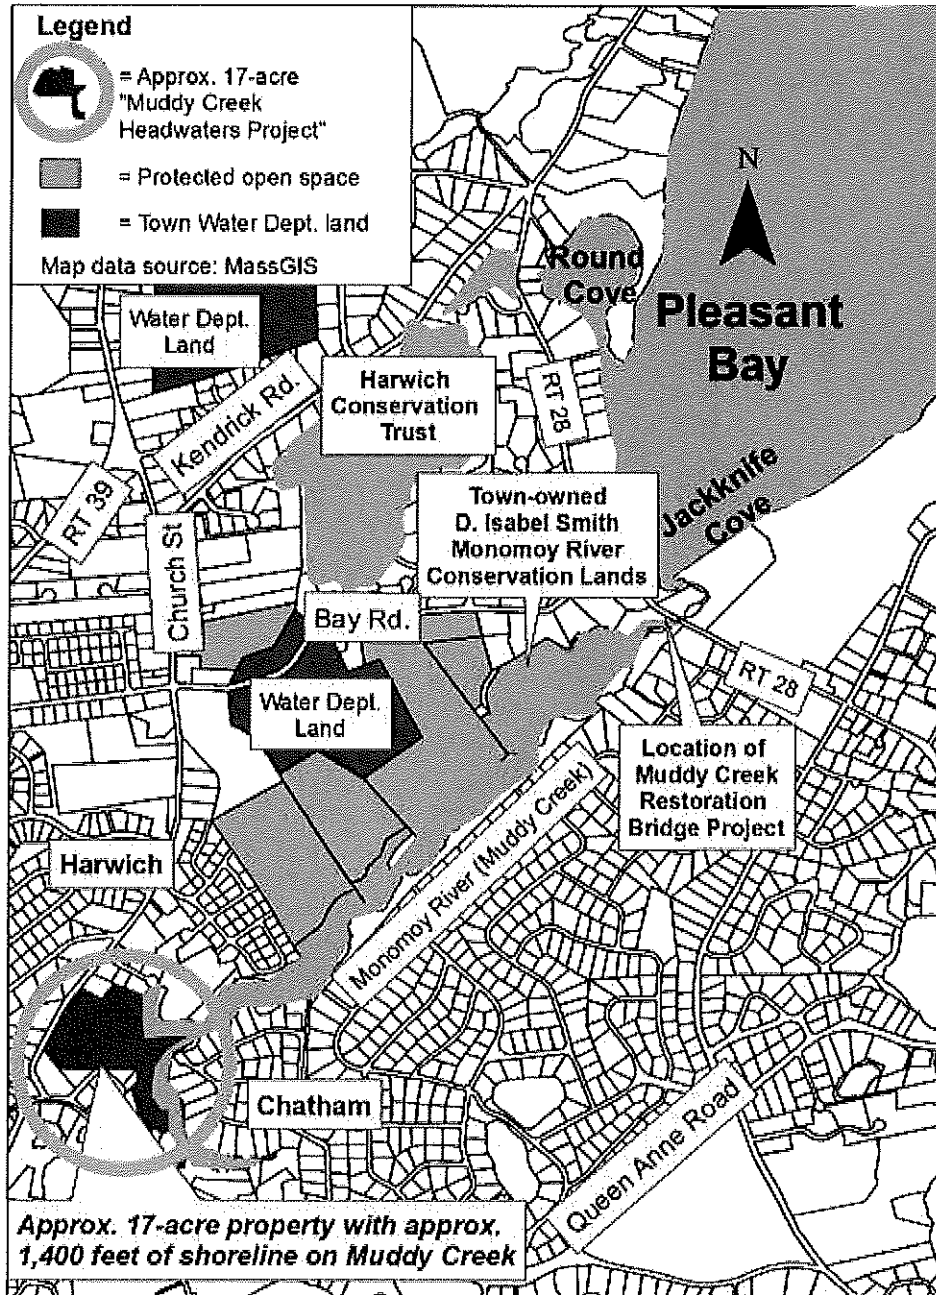 Legend
= Approx. 17-acre
"Muddy Creek
Headwaters Project"
= Protected open space
= Town Water Dept. land
Map data source: MassGIS
N
Round
Cove
Pleasant
Bay
Water Dept.
Land
Kendrick Rd.
Harwich
Conservation
Trust
RT 28
RT 39
Church St
Town-owned
D. Isabel Smith
Monomoy River
Conservation Lands
Jackknife
Cove
Bay Rd.
Water Dept.
Land
RT 28
Location of
Muddy Creek
Restoration
Bridge Project
Harwich
Monomoy River (Muddy Creek)
Chatham
Queen Anne Road
Approx. 17-acre property with approx.
1,400 feet of shoreline on Muddy Creek